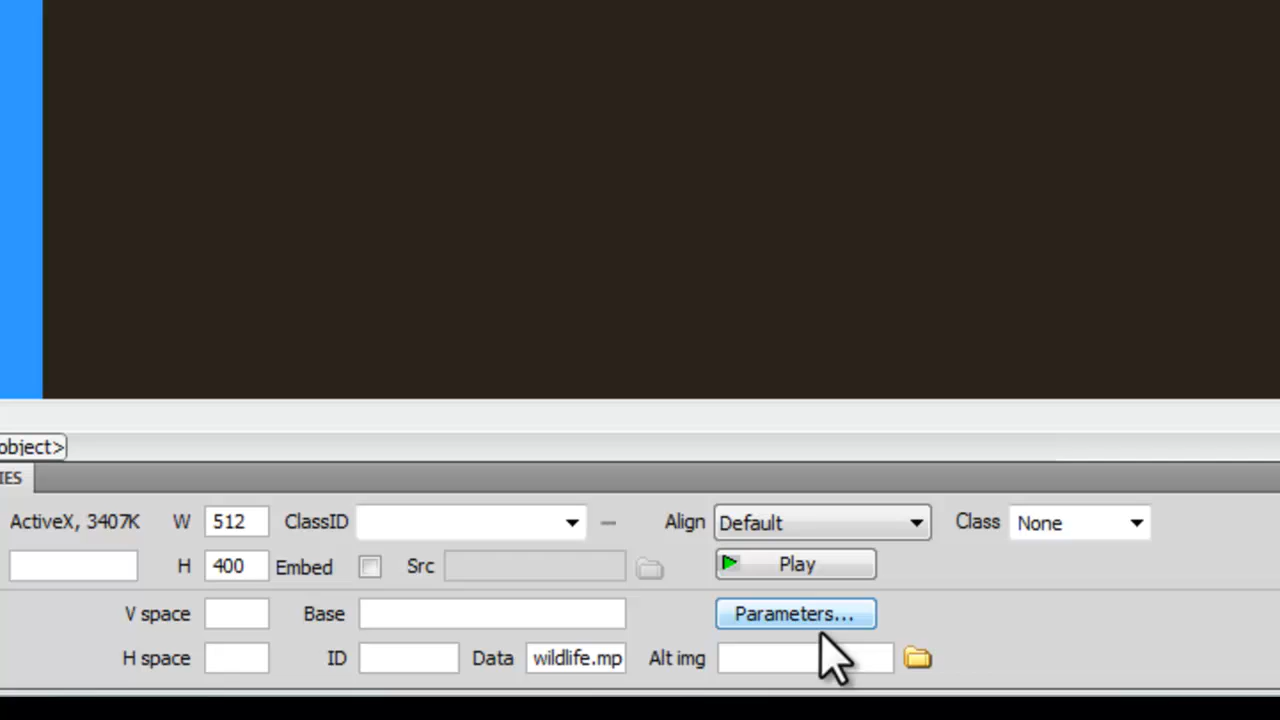 object>
IES
ActiveX, 3407K W 512 ClassID Align Default Class None
H 400 Embed Src Play
V space Base Parameters...
H space ID Data wildlife.mp Alt img